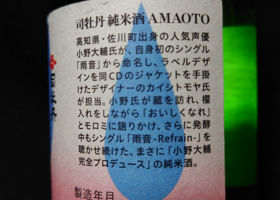 司牡丹 純米酒 AMAOTO
高知県・佐川町出身の人気声優
小野大輔氏が、自身初のシングル
「雨音」から命名し、ラベルデザ
インを同CDのジャケットを手掛
けたデザイナーのカイシトモヤ氏
が担当。小野氏が蔵を訪れ、櫂
入れをしながら「おいしくなれ」
とモロミに語りかけ、さらに発酵
中もシングル「雨音 -Refrain-」を
聴かせ続けた、まさに「小野大輔
完全プロデュース」の純米酒。
製造年月